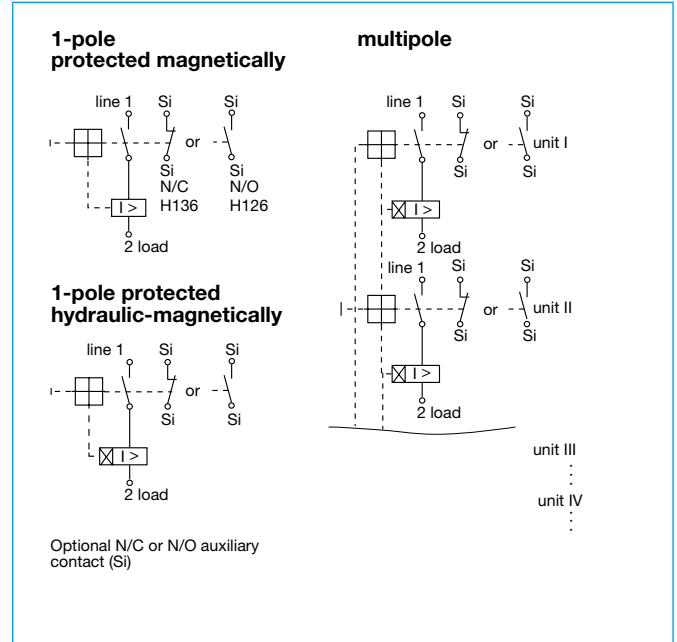 1-pole
protected magnetically
line 1 Si Si
or
Si Si
N/C N/O
H136 H126
I >
2 load
1-pole protected
hydraulic-magnetically
line 1 Si Si
or
Si Si
I >
2 load
Optional N/C or N/O auxiliary
contact (Si)
multipole
line 1 Si Si
or unit I
Si Si
I >
2 load
line 1 Si Si
or unit II
Si Si
I >
2 load
unit III
unit IV